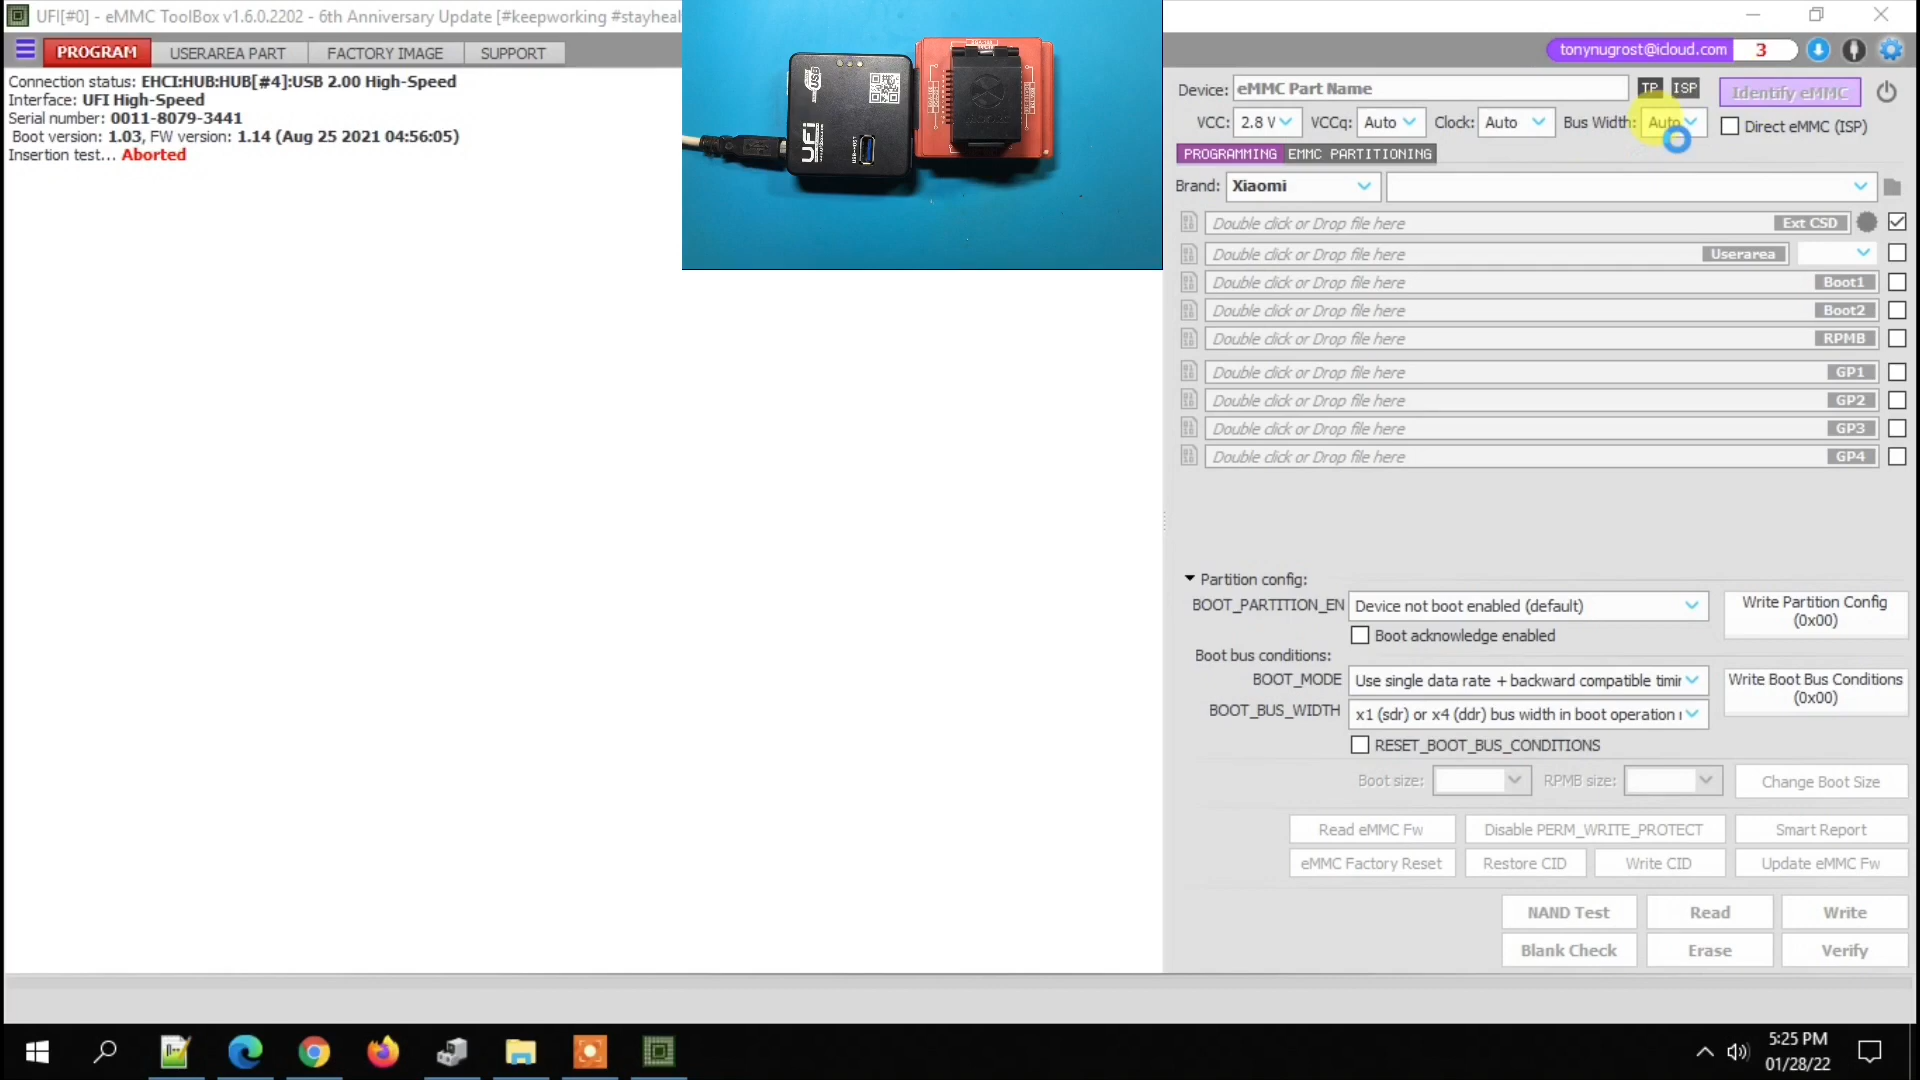 UFI[#0] - eMMC ToolBox v1.6.0.2202 - 6th Anniversary Update [#keepworking #stayheal
PROGRAM
USERAREA PART
FACTORY IMAGE
SUPPORT
tonynugrost@icloud.com
3
Connection status: EHCI:HUB:HUB[#4]:USB 2.00 High-Speed
Interface: UFI High-Speed
Serial number: 0011-8079-3441
Boot version: 1.03, FW version: 1.14 (Aug 25 2021 04:56:05)
Insertion test... Aborted
UFi
Device: eMMC Part Name
TP
ISP
Identify eMMC
VCC: 2.8 V
VCCq: Auto
Clock: Auto
Bus Width: Auto
Direct eMMC (ISP)
PROGRAMMING
EMMC PARTITIONING
Brand: Xiaomi
Double click or Drop file here Ext CSD
Double click or Drop file here Userarea
Double click or Drop file here Boot1
Double click or Drop file here Boot2
Double click or Drop file here RPMB
Double click or Drop file here GP1
Double click or Drop file here GP2
Double click or Drop file here GP3
Double click or Drop file here GP4
Partition config:
BOOT_PARTITION_EN Device not boot enabled (default)
Write Partition Config
(0x00)
Boot acknowledge enabled
Boot bus conditions:
BOOT_MODE Use single data rate + backward compatible timir
Write Boot Bus Conditions
(0x00)
BOOT_BUS_WIDTH x1 (sdr) or x4 (ddr) bus width in boot operation
RESET_BOOT_BUS_CONDITIONS
Boot size:
RPMB size:
Change Boot Size
Read eMMC Fw
Disable PERM_WRITE_PROTECT
Smart Report
eMMC Factory Reset
Restore CID
Write CID
Update eMMC Fw
NAND Test
Read
Write
Blank Check
Erase
Verify
5:25 PM
01/28/22